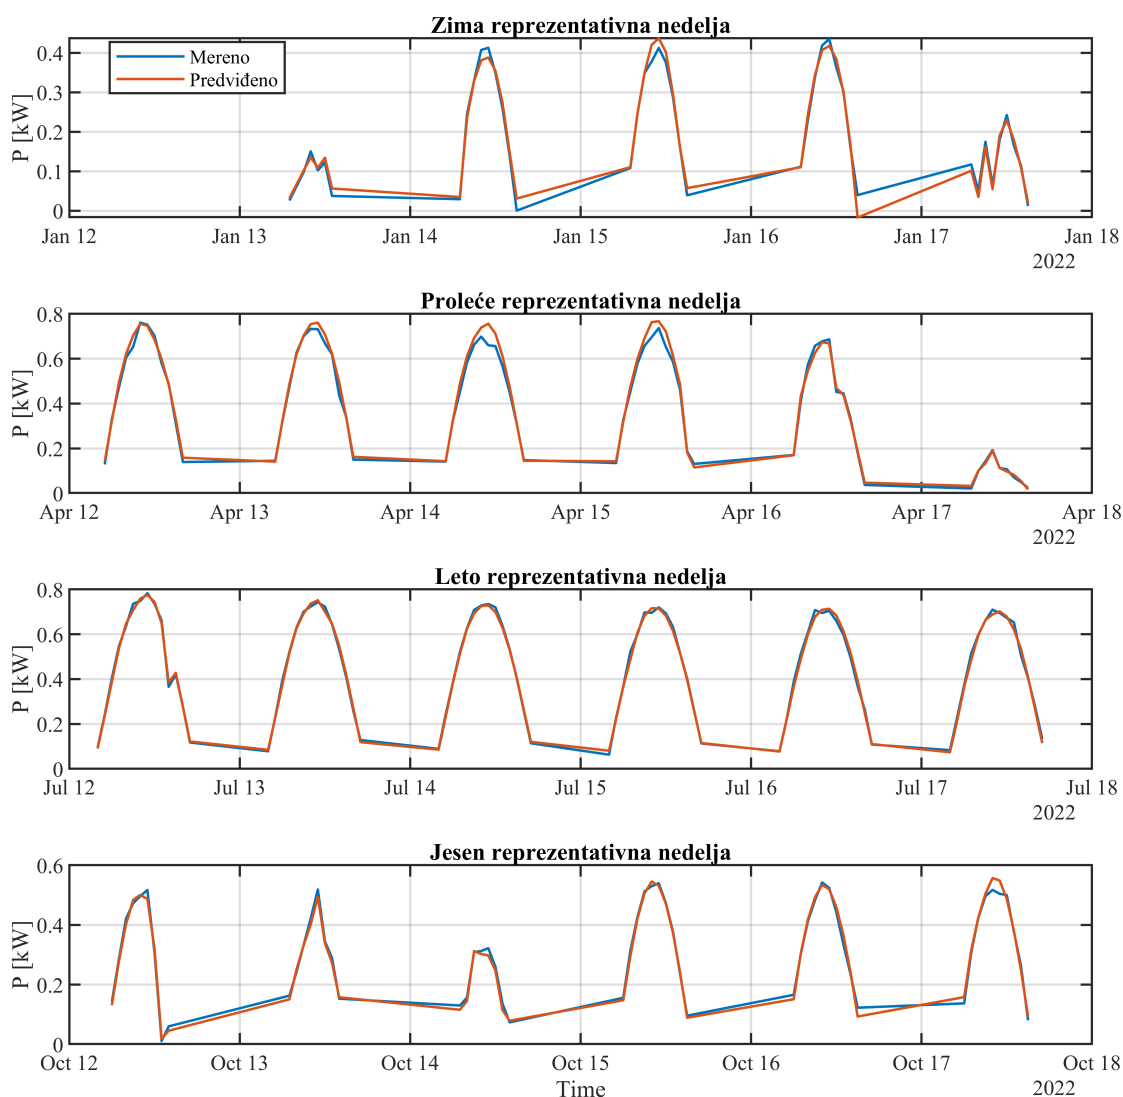 Zima reprezentativna nedelja
Mereno
Predviđeno
P [kW]
0.4
0.3
0.2
0.1
0
Jan 12 Jan 13 Jan 14 Jan 15 Jan 16 Jan 17 Jan 18
2022
Proleće reprezentativna nedelja
P [kW]
0.8
0.6
0.4
0.2
0
Apr 12 Apr 13 Apr 14 Apr 15 Apr 16 Apr 17 Apr 18
2022
Leto reprezentativna nedelja
P [kW]
0.8
0.6
0.4
0.2
0
Jul 12 Jul 13 Jul 14 Jul 15 Jul 16 Jul 17 Jul 18
2022
Jesen reprezentativna nedelja
P [kW]
0.6
0.4
0.2
0
Oct 12 Oct 13 Oct 14 Oct 15 Oct 16 Oct 17 Oct 18
Time
2022